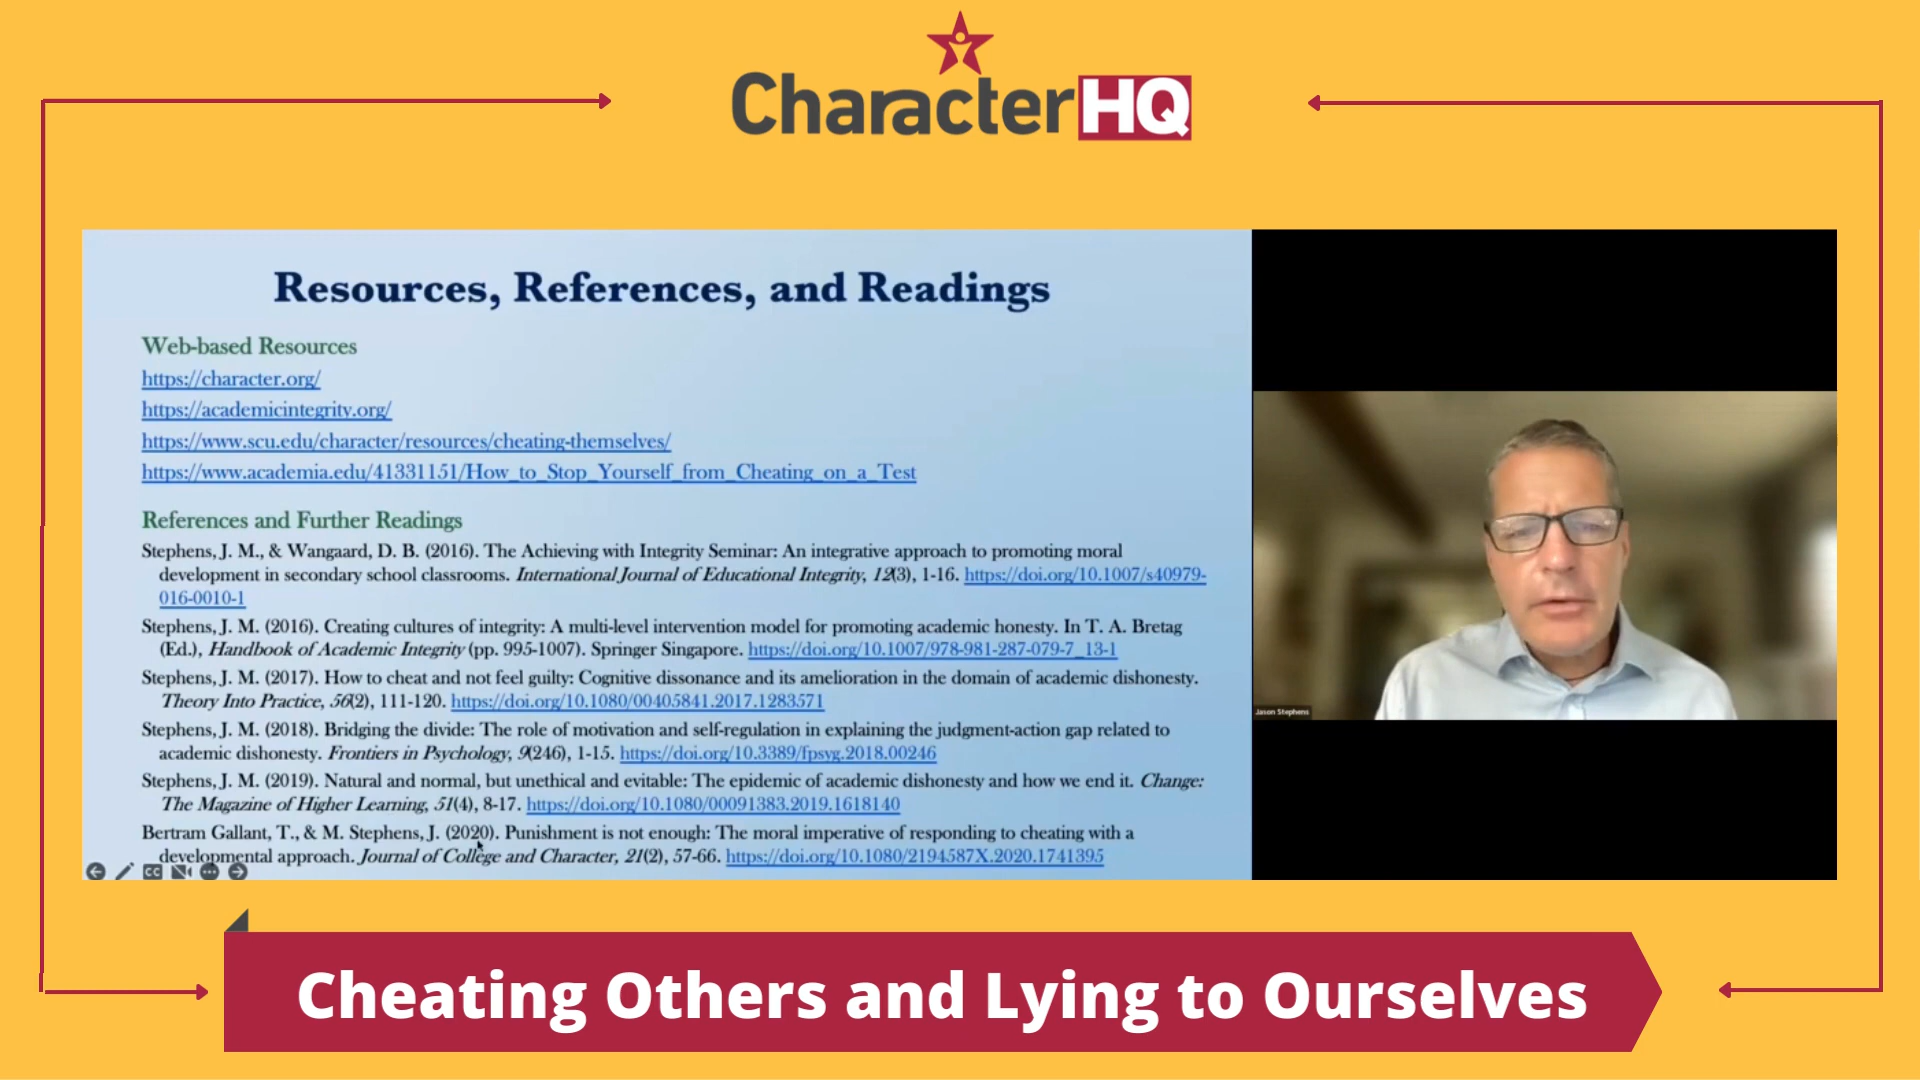 CharacterHQ
Resources, References, and Readings
Web-based Resources
https://character.org/
https://academicintegrity.org/
https://www.scu.edu/character/resources/cheating-themselves/
https://www.academia.edu/41331151/How_to_Stop_Yourself_from_Cheating_on_a_Test
References and Further Readings
Stephens, J. M., & Wangaard, D. B. (2016). The Achieving with Integrity Seminar: An integrative approach to promoting moral
development in secondary school classrooms. International Journal of Educational Integrity, 12(3), 1-16. https://doi.org/10.1007/s40979-
016-0010-1
Stephens, J. M. (2016). Creating cultures of integrity: A multi-level intervention model for promoting academic honesty. In T. A. Bretag
(Ed.), Handbook of Academic Integrity (pp. 995-1007). Springer Singapore. https://doi.org/10.1007/978-981-287-079-7_13-1
Stephens, J. M. (2017). How to cheat and not feel guilty: Cognitive dissonance and its amelioration in the domain of academic dishonesty.
Theory Into Practice, 56(2), 111-120. https://doi.org/10.1080/00405841.2017.1283571
Stephens, J. M. (2018). Bridging the divide: The role of motivation and self-regulation in explaining the judgment-action gap related to
academic dishonesty. Frontiers in Psychology, 9(246), 1-15. https://doi.org/10.3389/fpsyg.2018.00246
Stephens, J. M. (2019). Natural and normal, but unethical and evitable: The epidemic of academic dishonesty and how we end it. Change:
The Magazine of Higher Learning, 51(4), 8-17. https://doi.org/10.1080/00091383.2019.1618140
Bertram Gallant, T., & M. Stephens, J. (2020). Punishment is not enough: The moral imperative of responding to cheating with a
developmental approach. Journal of College and Character, 21(2), 57-66. https://doi.org/10.1080/2194587X.2020.1741395
CC
Jason Stephens
Cheating Others and Lying to Ourselves